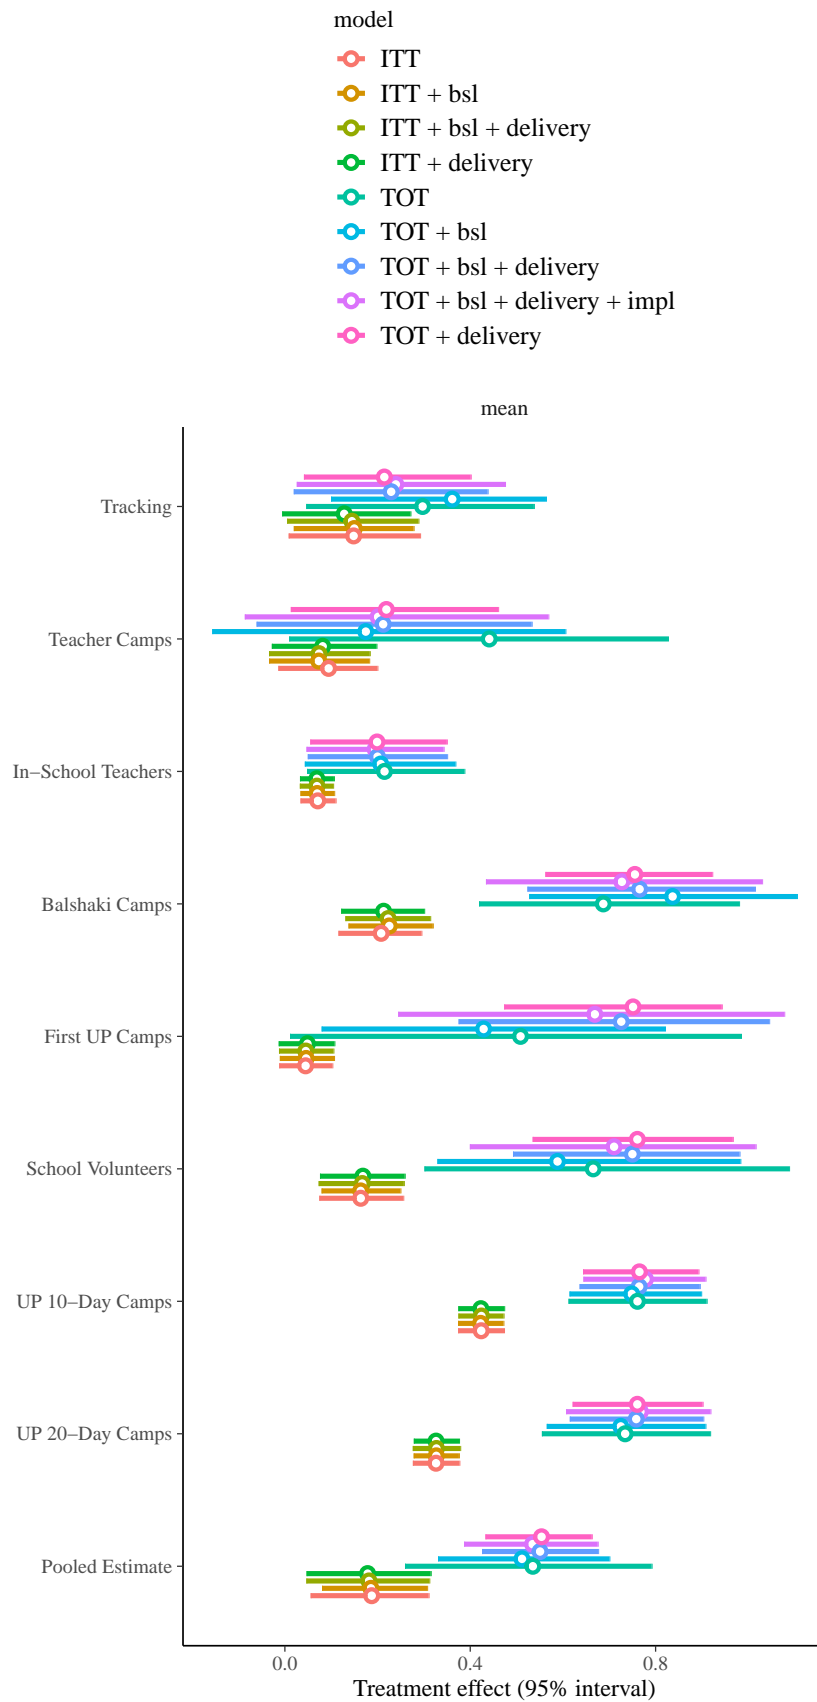 model
ITT
ITT + bsl
ITT + bsl + delivery
ITT + delivery
TOT
TOT + bsl
TOT + bsl + delivery
TOT + bsl + delivery + impl
TOT + delivery
mean
Tracking
Teacher Camps
In−School Teachers
Balshaki Camps
First UP Camps
School Volunteers
UP 10−Day Camps
UP 20−Day Camps
Pooled Estimate
0.0 0.4 0.8
Treatment effect (95% interval)